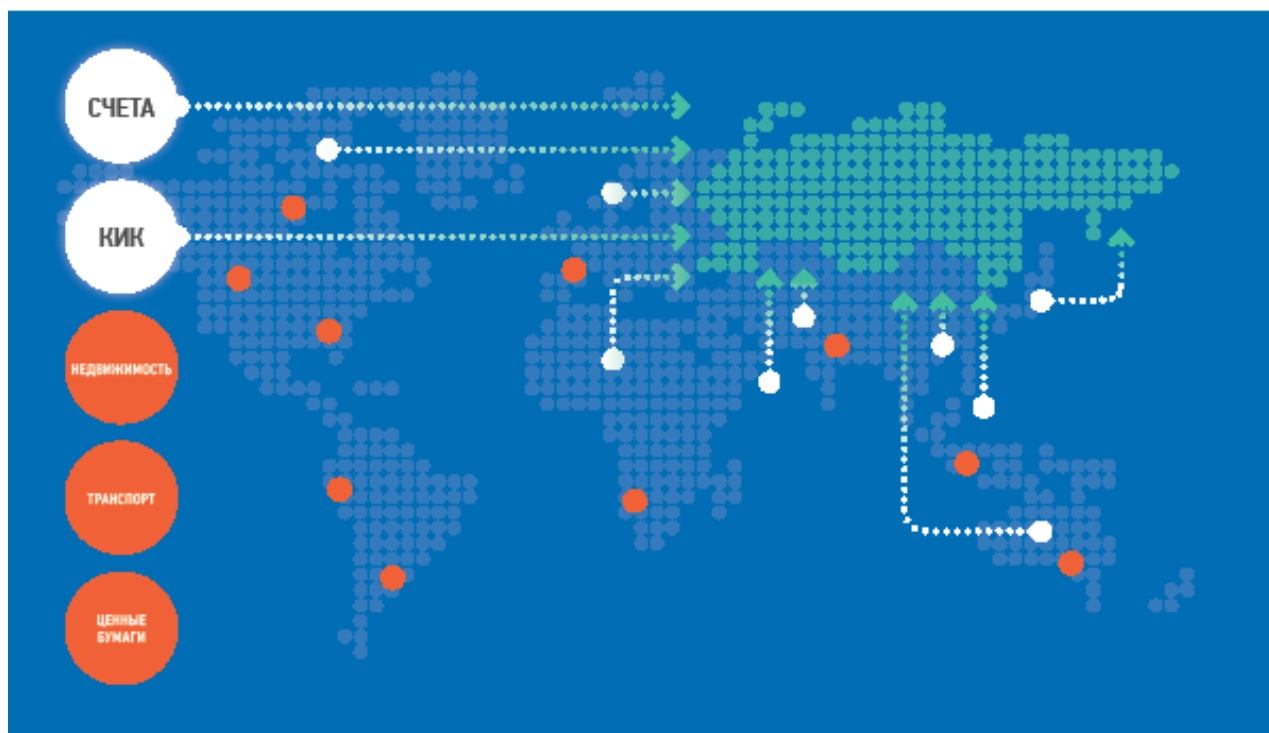 СЧЕТА
КИК
НЕДВИЖИМОСТЬ
ТРАНСПОРТ
ЦЕННЫЕ
БУМАГИ